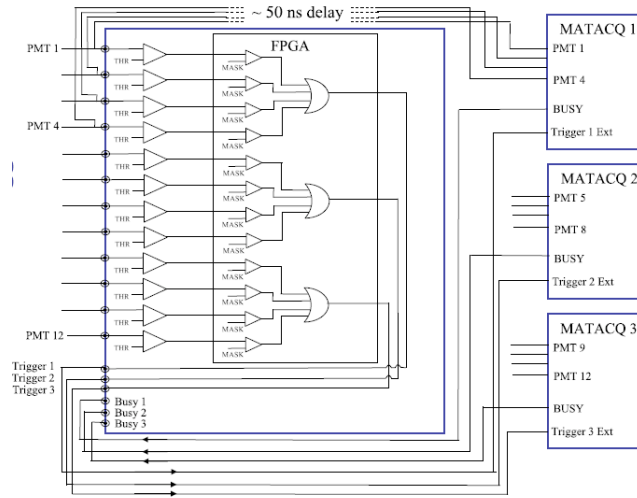 ~ 50 ns delay
MATACQ 1
FPGA
PMT 1
PMT 1
THR
MASK
THR
MASK
PMT 4
THR
MASK
BUSY
PMT 4
THR
MASK
Trigger 1 Ext
THR
MASK
MATACQ 2
THR
MASK
PMT 5
THR
MASK
PMT 8
THR
MASK
BUSY
THR
MASK
Trigger 2 Ext
THR
MASK
THR
MASK
MATACQ 3
PMT 12
THR
MASK
PMT 9
Trigger 1
PMT 12
Trigger 2
Trigger 3
Busy 1
BUSY
Busy 2
Busy 3
Trigger 3 Ext